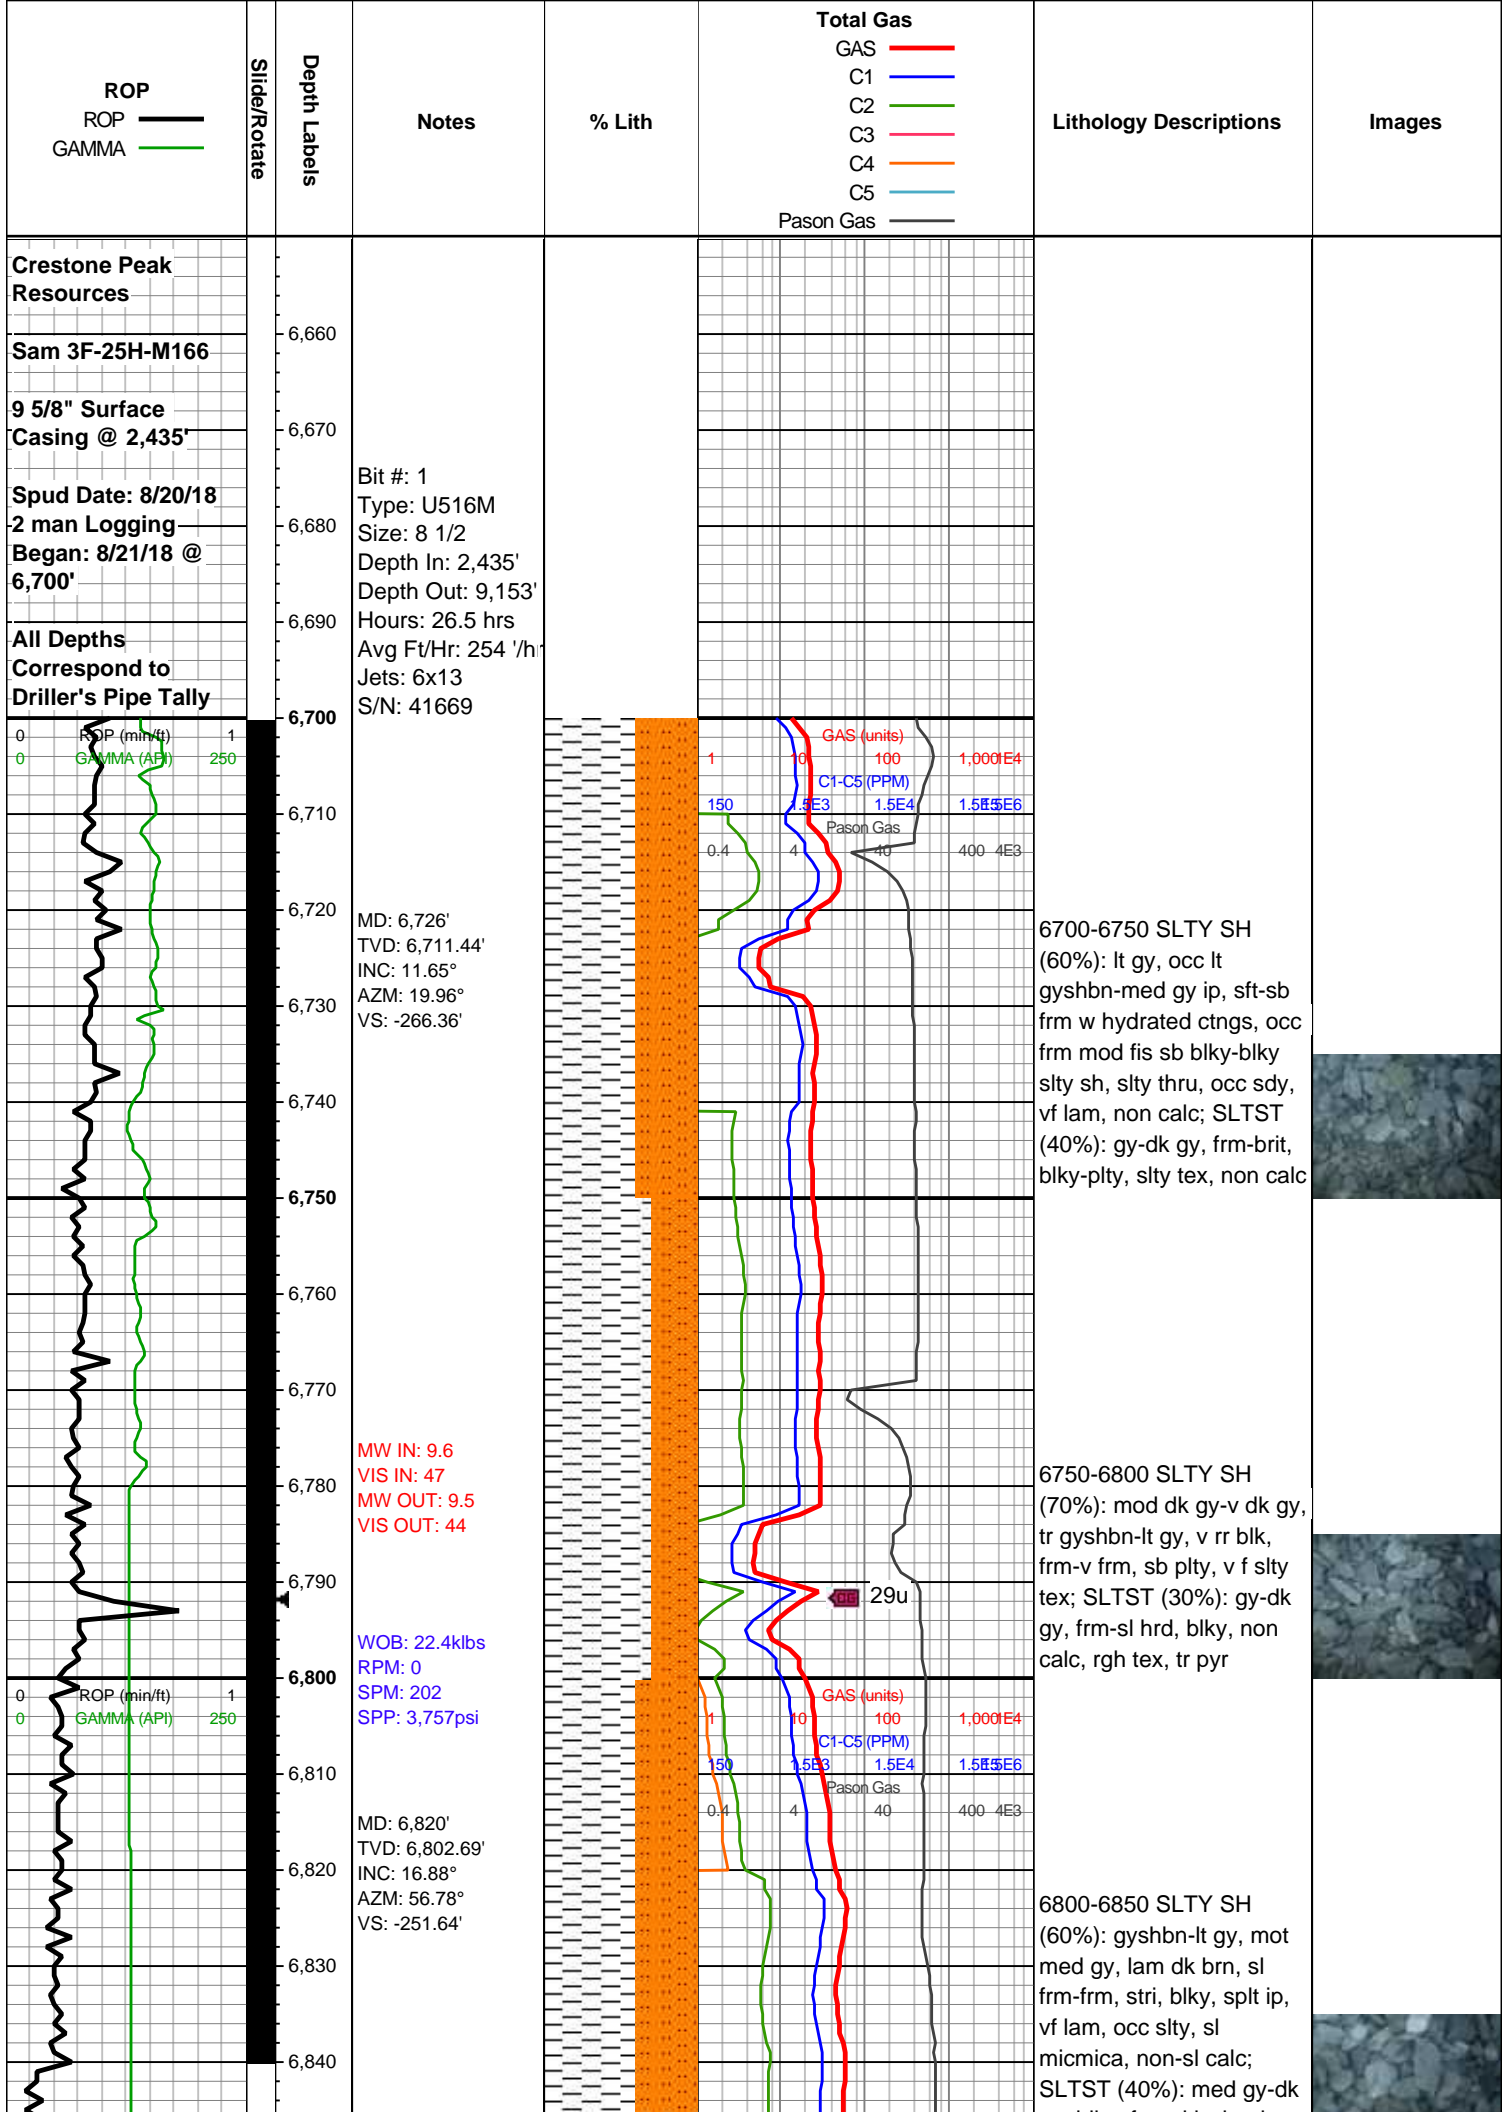 ROP
ROP
GAMMA
Slide/Rotate
Depth Labels
Notes
% Lith
Total Gas
GAS
C1
C2
C3
C4
C5
Pason Gas
Lithology Descriptions
Images
Crestone Peak
Resources
Sam 3F-25H-M166
9 5/8" Surface
Casing @ 2,435'
Spud Date: 8/20/18
2 man Logging
Began: 8/21/18 @
6,700'
All Depths
Correspond to
Driller's Pipe Tally
6,660
6,670
6,680
6,690
6,700
Bit #: 1
Type: U516M
Size: 8 1/2
Depth In: 2,435'
Depth Out: 9,153'
Hours: 26.5 hrs
Avg Ft/Hr: 254 '/hr
Jets: 6x13
S/N: 41669
0 ROP (min/ft) 1
0 GAMMA (API) 250
GAS (units)
1 10 100 1,000 1E4
C1-C5 (PPM)
150 1.5E3 1.5E4 1.5E5 1.5E6
Pason Gas
0.4 4 40 400 4E3
6,710
6,720
6,730
6,740
6,750
6,760
6,770
6,780
6,790
6,800
MD: 6,726'
TVD: 6,711.44'
INC: 11.65°
AZM: 19.96°
VS: -266.36'
6700-6750 SLTY SH
(60%): lt gy, occ lt
gyshbn-med gy ip, sft-sb
frm w hydrated ctngs, occ
frm mod fis sb blky-blky
slty sh, slty thru, occ sdy,
vf lam, non calc; SLTST
(40%): gy-dk gy, frm-brit,
blky-plty, slty tex, non calc
MW IN: 9.6
VIS IN: 47
MW OUT: 9.5
VIS OUT: 44
6750-6800 SLTY SH
(70%): mod dk gy-v dk gy,
tr gyshbn-lt gy, v rr blk,
frm-v frm, sb plty, v f slty
tex; SLTST (30%): gy-dk
gy, frm-sl hrd, blky, non
calc, rgh tex, tr pyr
CG 29u
WOB: 22.4klbs
RPM: 0
SPM: 202
SPP: 3,757psi
0 ROP (min/ft) 1
0 GAMMA (API) 250
GAS (units)
1 10 100 1,000 1E4
C1-C5 (PPM)
150 1.5E3 1.5E4 1.5E5 1.5E6
Pason Gas
0.4 4 40 400 4E3
6,810
6,820
6,830
6,840
MD: 6,820'
TVD: 6,802.69'
INC: 16.88°
AZM: 56.78°
VS: -251.64'
6800-6850 SLTY SH
(60%): gyshbn-lt gy, mot
med gy, lam dk brn, sl
frm-frm, stri, blky, splt ip,
vf lam, occ slty, sl
micmica, non-sl calc;
SLTST (40%): med gy-dk